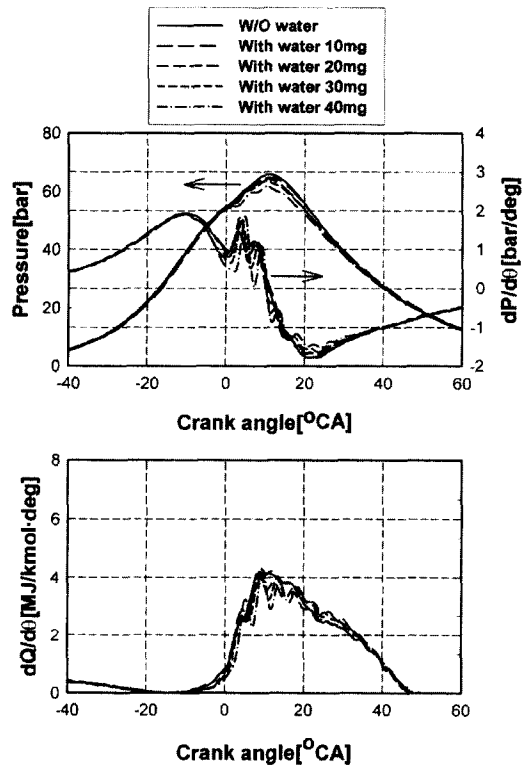 W/O water
With water 10mg
With water 20mg
With water 30mg
With water 40mg
80
60
40
20
0
Pressure[bar]
4
3
2
1
0
-1
-2
dP/dθ[bar/deg]
-40 -20 0 20 40 60
Crank angle[OCA]
8
6
4
2
0
dQ/dθ[MJ/kmol·deg]
-40 -20 0 20 40 60
Crank angle[OCA]